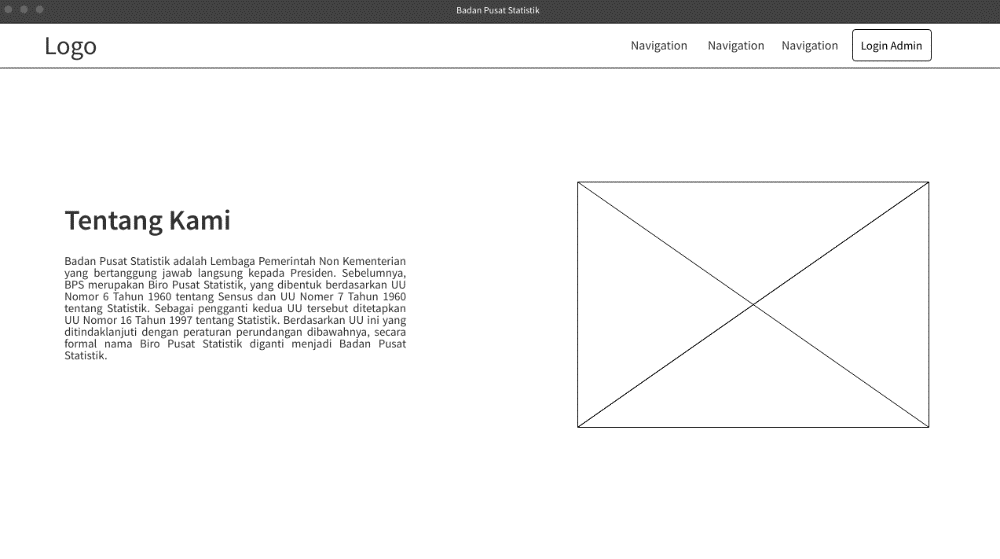 Badan Pusat Statistik
Logo
Navigation Navigation Navigation Login Admin
Tentang Kami
Badan Pusat Statistik adalah Lembaga Pemerintah Non Kementerian
yang bertanggung jawab langsung kepada Presiden. Sebelumnya,
BPS merupakan Biro Pusat Statistik, yang dibentuk berdasarkan UU
Nomor 6 Tahun 1960 tentang Sensus dan UU Nomer 7 Tahun 1960
tentang Statistik. Sebagai pengganti kedua UU tersebut ditetapkan
UU Nomor 16 Tahun 1997 tentang Statistik. Berdasarkan UU ini yang
ditindaklanjuti dengan peraturan perundangan dibawahnya, secara
formal nama Biro Pusat Statistik diganti menjadi Badan Pusat
Statistik.